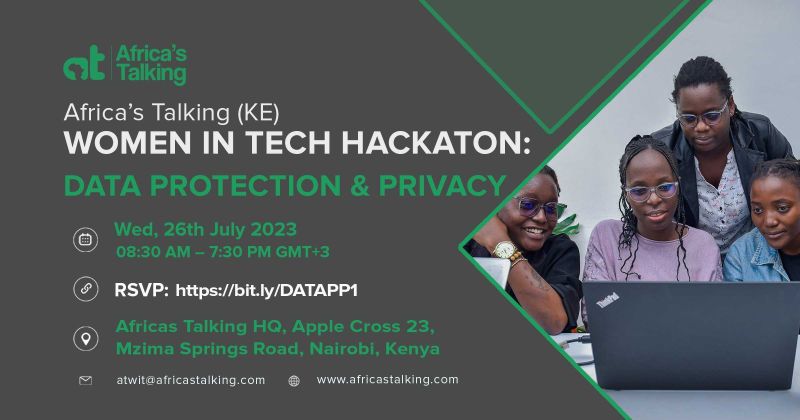 at
Africa's
Talking
Africa's Talking (KE)
WOMEN IN TECH HACKATON:
DATA PROTECTION & PRIVACY
Wed, 26th July 2023
08:30 AM – 7:30 PM GMT+3
RSVP: https://bit.ly/DATAPP1
Africas Talking HQ, Apple Cross 23,
Mzima Springs Road, Nairobi, Kenya
atwit@africastalking.com
www.africastalking.com
ThinkPad